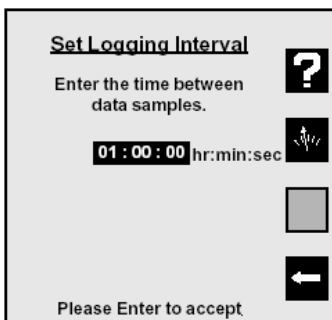 Set Logging Interval
Enter the time between
data samples.
01 : 00 : 00 hr:min:sec
Please Enter to accept
?